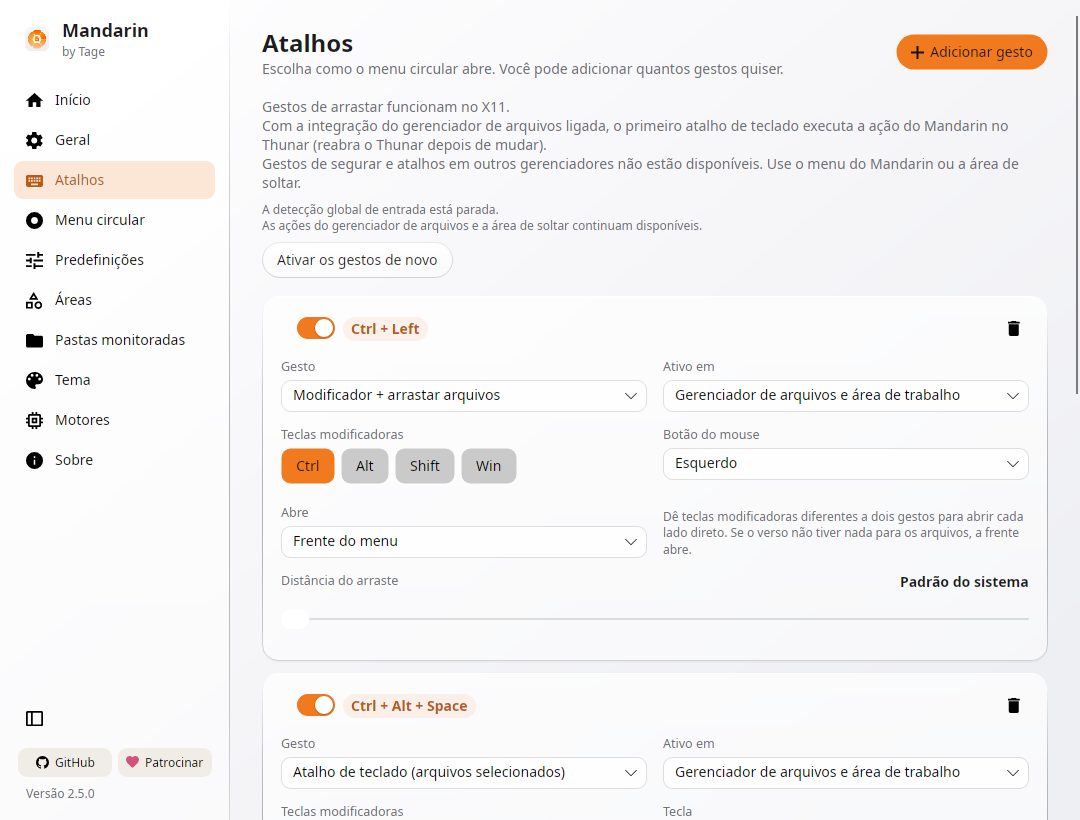 Mandarin
by Tage
Início
Geral
Atalhos
Menu circular
Predefinições
Áreas
Pastas monitoradas
Tema
Motores
Sobre
GitHub
Patrocinar
Versão 2.5.0
Atalhos
Escolha como o menu circular abre. Você pode adicionar quantos gestos quiser.
Adicionar gesto
Gestos de arrastar funcionam no X11.
Com a integração do gerenciador de arquivos ligada, o primeiro atalho de teclado executa a ação do Mandarin no
Thunar (reabra o Thunar depois de mudar).
Gestos de segurar e atalhos em outros gerenciadores não estão disponíveis. Use o menu do Mandarin ou a área de
soltar.
A detecção global de entrada está parada.
As ações do gerenciador de arquivos e a área de soltar continuam disponíveis.
Ativar os gestos de novo
Ctrl + Left
Gesto
Ativo em
Modificador + arrastar arquivos
Gerenciador de arquivos e área de trabalho
Teclas modificadoras
Botão do mouse
Ctrl
Alt
Shift
Win
Esquerdo
Abre
Frente do menu
Dê teclas modificadoras diferentes a dois gestos para abrir cada
lado direto. Se o verso não tiver nada para os arquivos, a frente
abre.
Distância do arraste
Padrão do sistema
Ctrl + Alt + Space
Gesto
Ativo em
Atalho de teclado (arquivos selecionados)
Gerenciador de arquivos e área de trabalho
Teclas modificadoras
Tecla